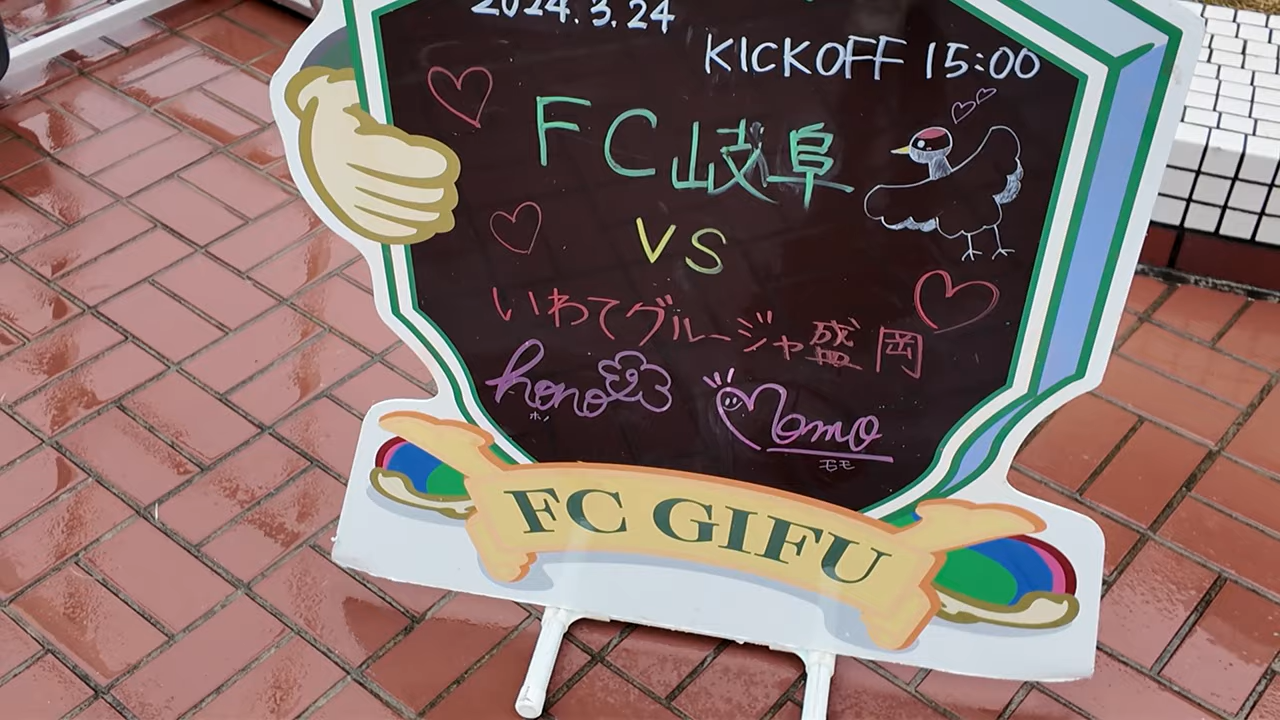 2024.3.24
KICKOFF 15:00
FC岐阜
VS
いわてグルージャ盛岡
hono
ホノ
Momo
モモ
FC GIFU